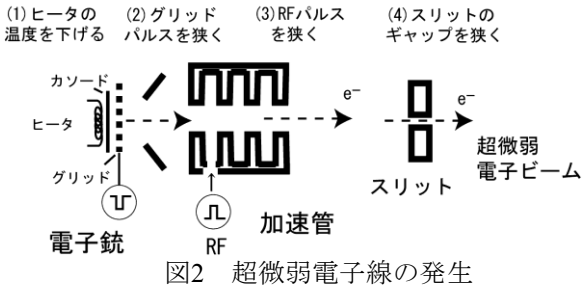 (1)ヒータの
温度を下げる
(2)グリッド
パルスを狭く
(3)RFパルス
を狭く
(4)スリットの
ギャップを狭く
カソード
ヒータ
グリッド
電子銃
RF
加速管
e⁻
スリット
e⁻
超微弱
電子ビーム
図2 超微弱電子線の発生